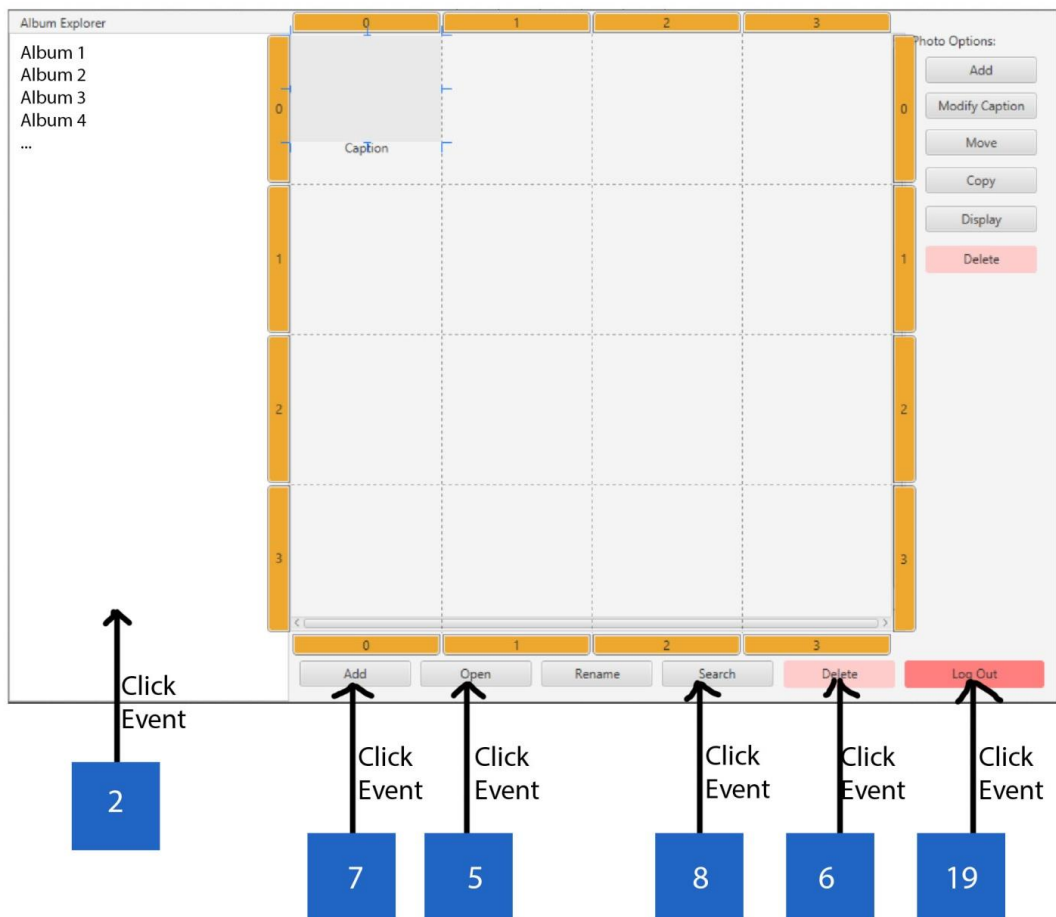 Album Explorer
0 1 2 3
Album 1
Album 2
Album 3
Album 4
...
0
Caption
0
Photo Options:
Add
Modify Caption
Move
Copy
Display
Delete
1
1
2
2
3
3
0 1 2 3
Add Open Rename Search Delete Log Out
Click
Event
Click
Event
Click
Event
Click
Event
Click
Event
Click
Event
2
7 5 8 6 19